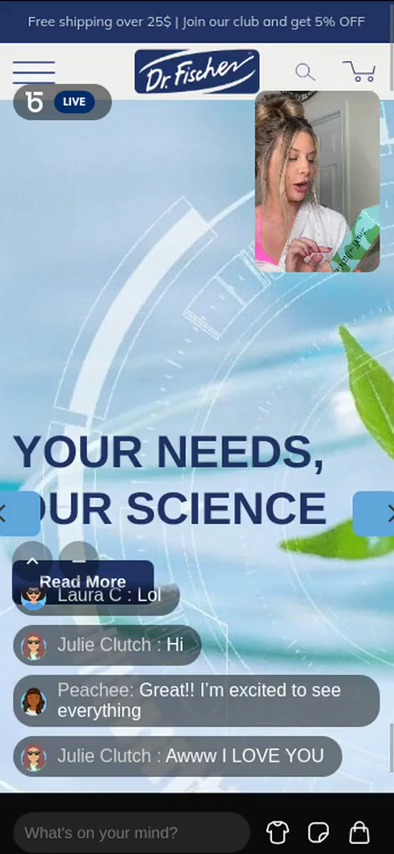 Free shipping over 25$ | Join our club and get 5% OFF
Dr. Fischer
LIVE
YOUR NEEDS,
OUR SCIENCE
Read More
Laura C : Lol
Julie Clutch : Hi
Peachee: Great!! I'm excited to see
everything
Julie Clutch : Awww I LOVE YOU
What's on your mind?